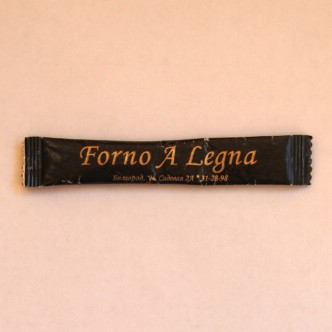 Forno A Legna
Белгород, Ул. Садовая 2А * 31-28-98